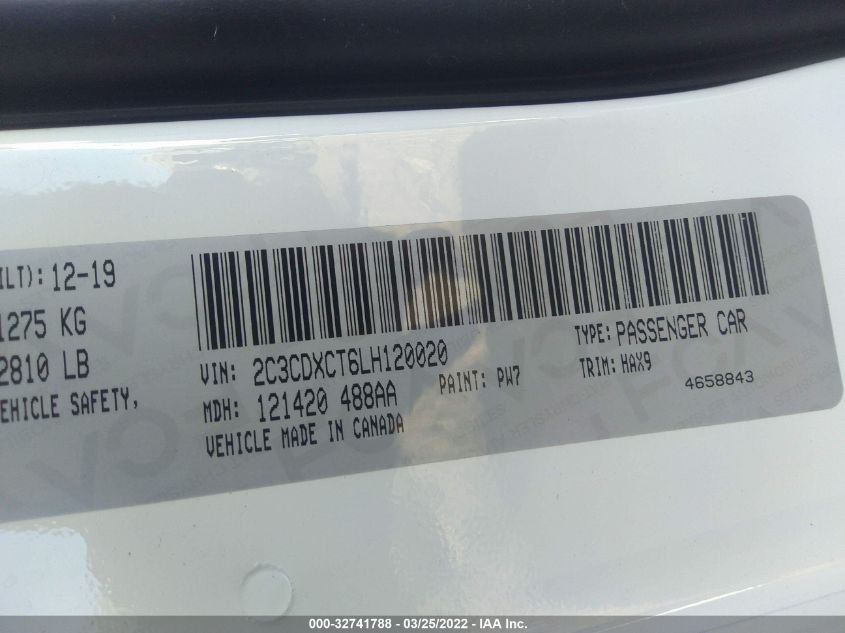 ILT): 12-19
1275 KG
2810 LB
EHICLE SAFETY,
VIN: 2C3CDXCT6LH120020
TYPE: PASSENGER CAR
MDH: 121420 488AA
PAINT: PW7
TRIM: HAX9
4658843
VEHICLE MADE IN CANADA
000-32741788 - 03/25/2022 - IAA Inc.